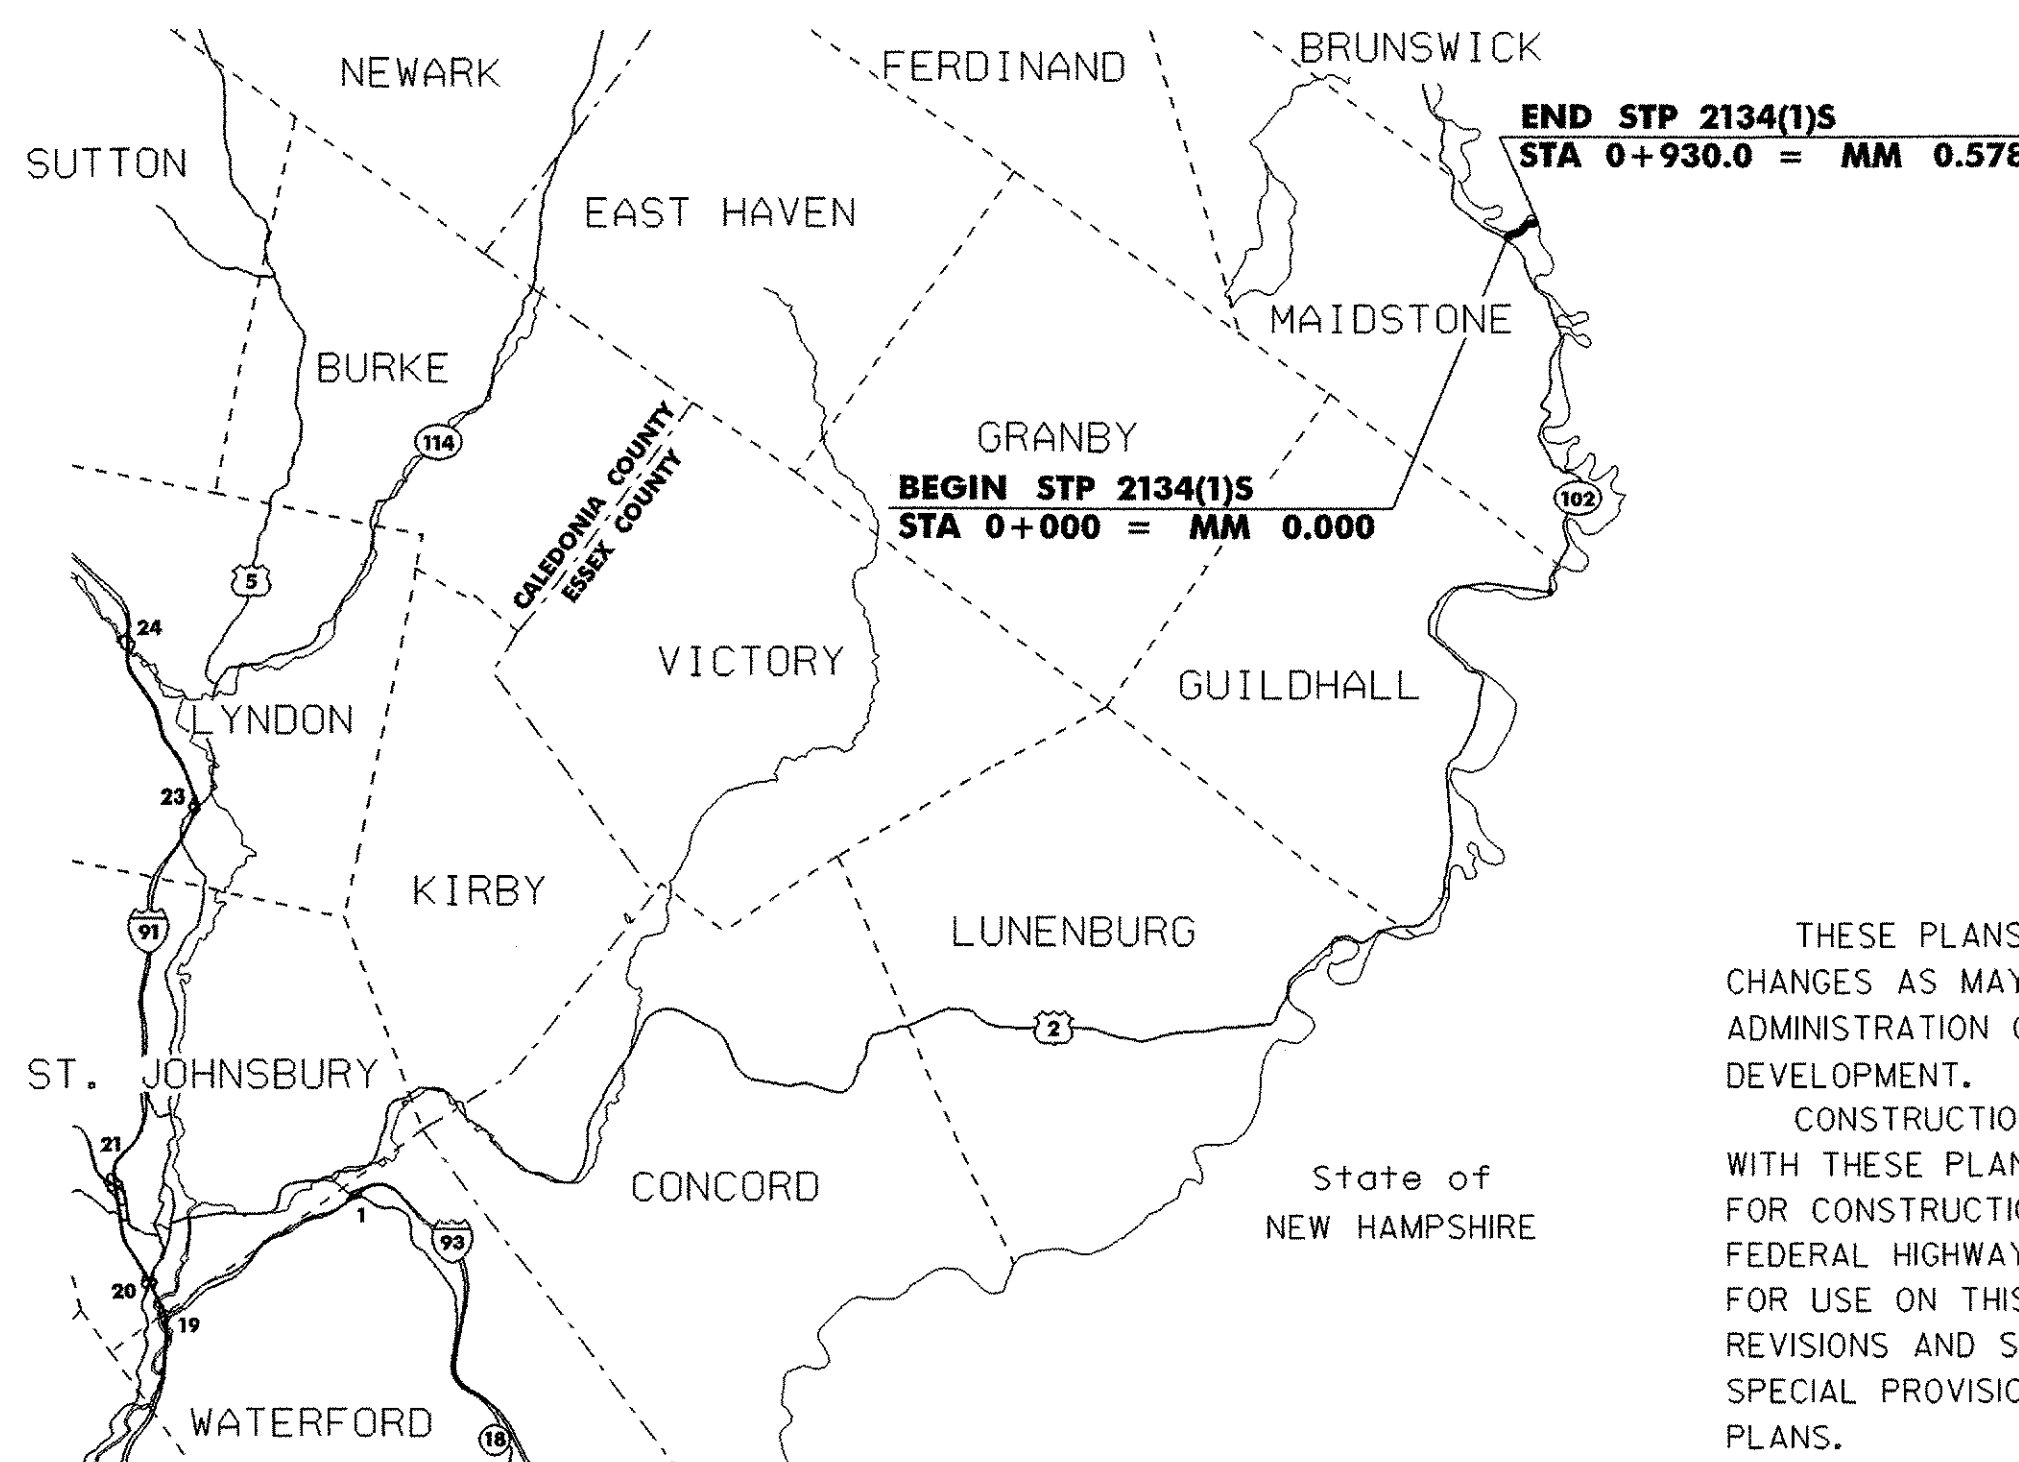 NEWARK
FERDINAND
BRUNSWICK
END STP 2134(1)S
STA 0+930.0 = MM 0.578
SUTTON
EAST HAVEN
MAIDSTONE
BURKE
114
CALEDONIA COUNTY
ESSEX COUNTY
GRANBY
BEGIN STP 2134(1)S
STA 0+000 = MM 0.000
102
5
24
VICTORY
GUILDHALL
LYNDON
23
KIRBY
91
LUNENBURG
2
ST. JOHNSBURY
21
CONCORD
State of
NEW HAMPSHIRE
1
93
20
19
WATERFORD
18
THESE PLANS
CHANGES AS MAY
ADMINISTRATION
DEVELOPMENT.
CONSTRUCTIO
WITH THESE PLAN
FOR CONSTRUCTIO
FEDERAL HIGHWAY
FOR USE ON THIS
REVISIONS AND S
SPECIAL PROVISIO
PLANS.